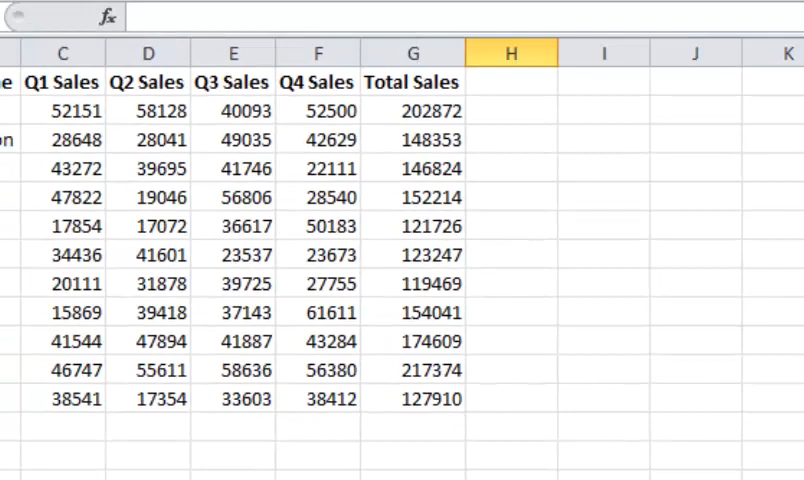 fx
C D E F G H I J K
e Q1 Sales Q2 Sales Q3 Sales Q4 Sales Total Sales
52151 58128 40093 52500 202872
on 28648 28041 49035 42629 148353
43272 39695 41746 22111 146824
47822 19046 56806 28540 152214
17854 17072 36617 50183 121726
34436 41601 23537 23673 123247
20111 31878 39725 27755 119469
15869 39418 37143 61611 154041
41544 47894 41887 43284 174609
46747 55611 58636 56380 217374
38541 17354 33603 38412 127910